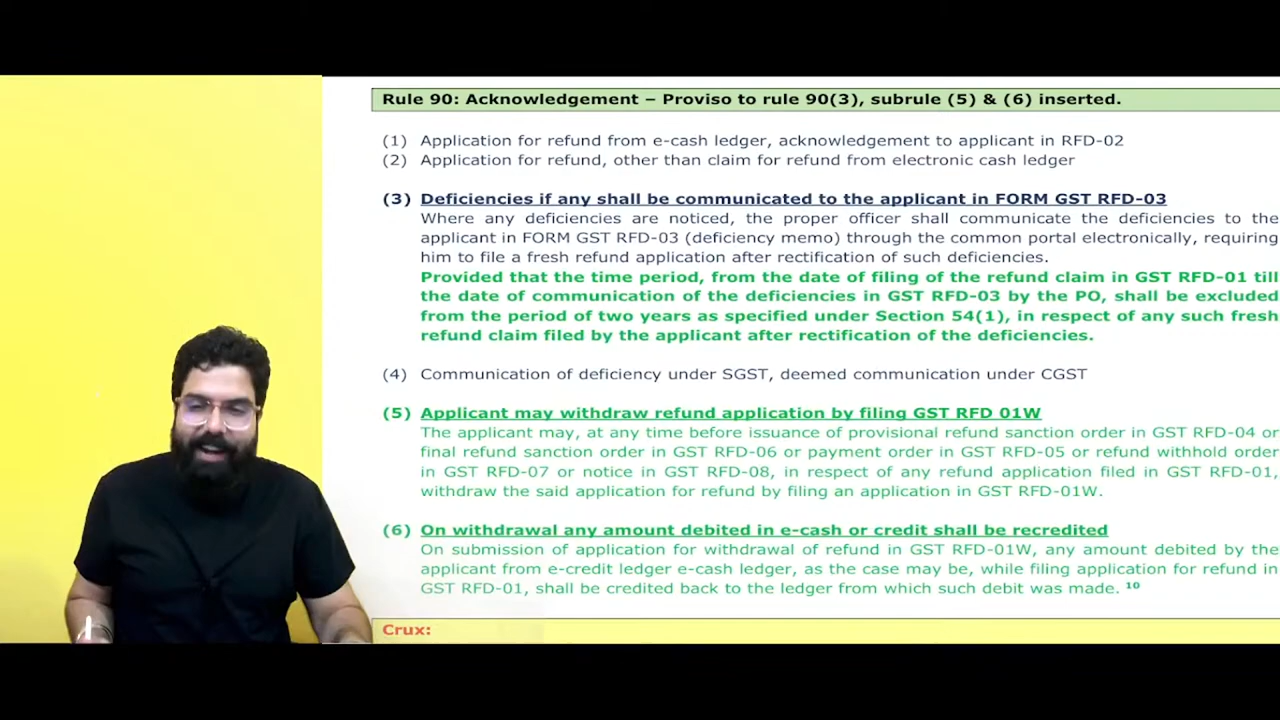 Rule 90: Acknowledgement – Proviso to rule 90(3), subrule (5) & (6) inserted.
(1) Application for refund from e-cash ledger, acknowledgement to applicant in RFD-02
(2) Application for refund, other than claim for refund from electronic cash ledger
(3) Deficiencies if any shall be communicated to the applicant in FORM GST RFD-03
Where any deficiencies are noticed, the proper officer shall communicate the deficiencies to the
applicant in FORM GST RFD-03 (deficiency memo) through the common portal electronically, requiring
him to file a fresh refund application after rectification of such deficiencies.
Provided that the time period, from the date of filing of the refund claim in GST RFD-01 till
the date of communication of the deficiencies in GST RFD-03 by the PO, shall be excluded
from the period of two years as specified under Section 54(1), in respect of any such fresh
refund claim filed by the applicant after rectification of the deficiencies.
(4) Communication of deficiency under SGST, deemed communication under CGST
(5) Applicant may withdraw refund application by filing GST RFD 01W
The applicant may, at any time before issuance of provisional refund sanction order in GST RFD-04 or
final refund sanction order in GST RFD-06 or payment order in GST RFD-05 or refund withhold order
in GST RFD-07 or notice in GST RFD-08, in respect of any refund application filed in GST RFD-01,
withdraw the said application for refund by filing an application in GST RFD-01W.
(6) On withdrawal any amount debited in e-cash or credit shall be recredited
On submission of application for withdrawal of refund in GST RFD-01W, any amount debited by the
applicant from e-credit ledger e-cash ledger, as the case may be, while filing application for refund in
GST RFD-01, shall be credited back to the ledger from which such debit was made. 10
Crux: